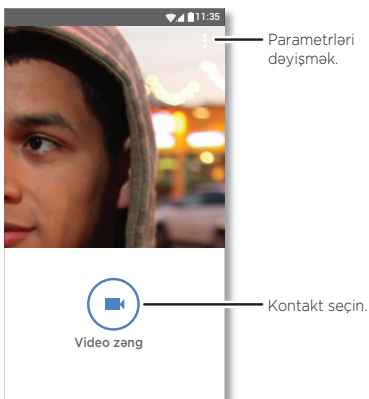 11:35
Parametrləri
dəyişmək.
Kontakt seçin.
Video zəng